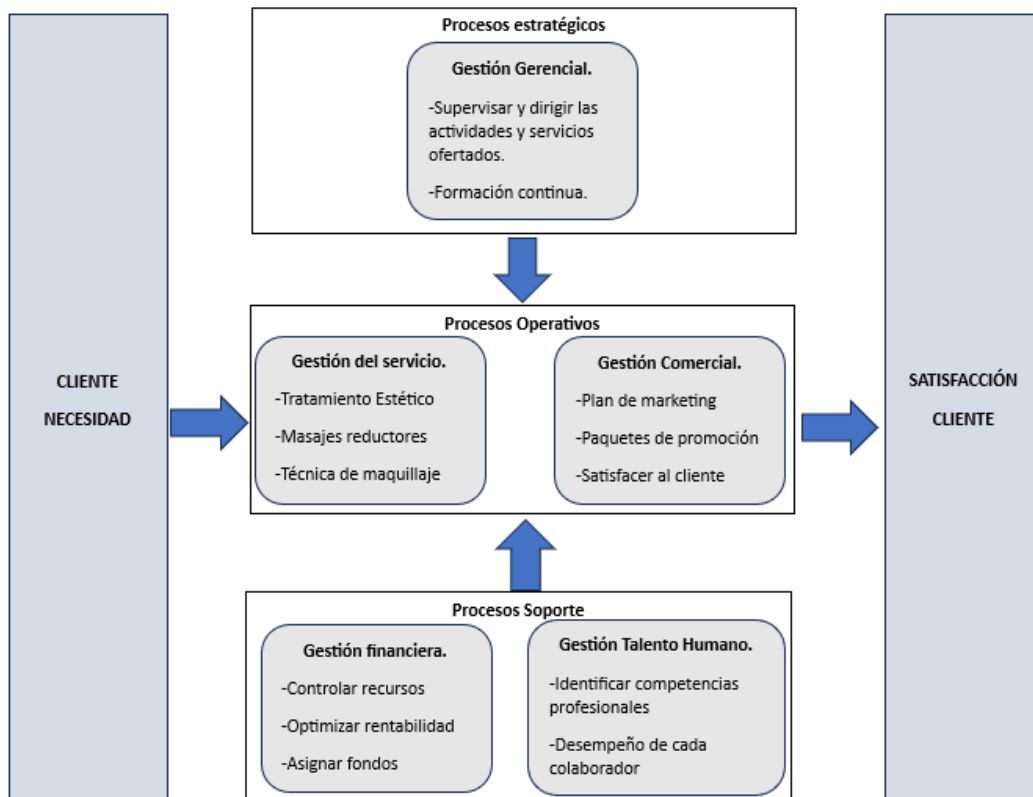 Procesos estratégicos
Gestión Gerencial.
-Supervisar y dirigir las
actividades y servicios
ofertados.
-Formación continua.
CLIENTE
NECESIDAD
Procesos Operativos
Gestión del servicio.
-Tratamiento Estético
-Masajes reductores
-Técnica de maquillaje
Gestión Comercial.
-Plan de marketing
-Paquetes de promoción
-Satisfacer al cliente
SATISFACCIÓN
CLIENTE
Procesos Soporte
Gestión financiera.
-Controlar recursos
-Optimizar rentabilidad
-Asignar fondos
Gestión Talento Humano.
-Identificar competencias
profesionales
-Desempeño de cada
colaborador